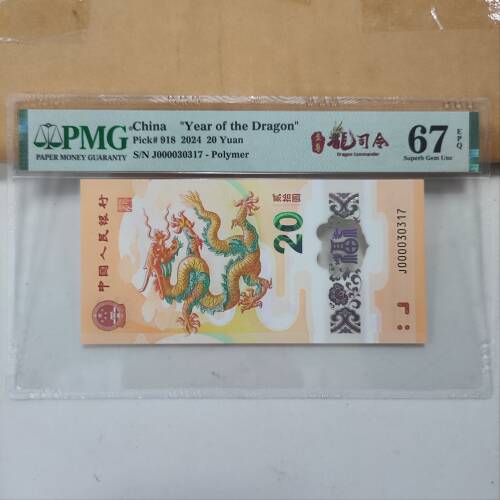 PMG
PAPER MONEY GUARANTY
China "Year of the Dragon"
Pick# 918 2024 20 Yuan
S/N J000030317 - Polymer
龍司令
Dragon Commander
67 EPQ
Superb Gem Unc
中国人民银行
贰拾圆
20
福
J000030317